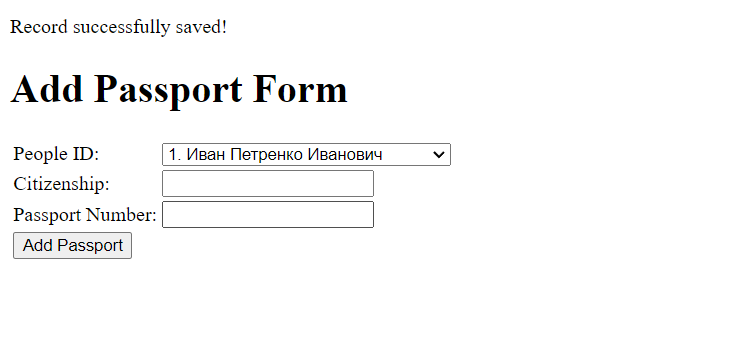 Record successfully saved!
Add Passport Form
People ID: 1. Иван Петренко Иванович
Citizenship:
Passport Number:
Add Passport